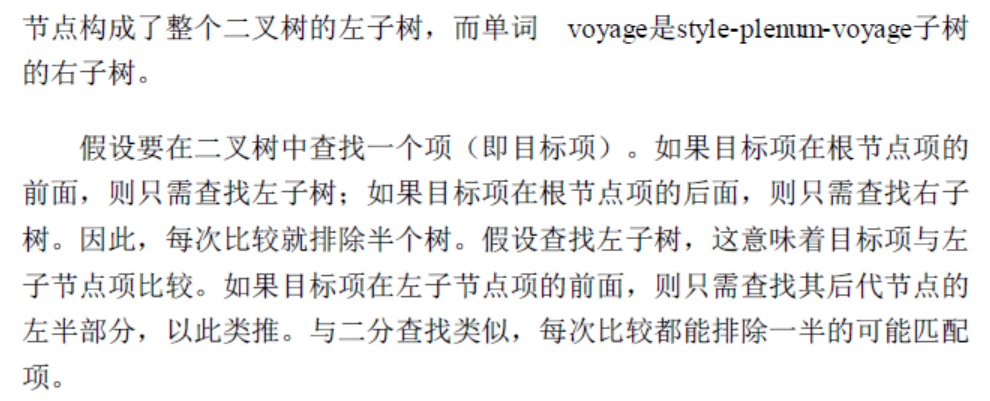 节点构成了整个二叉树的左子树，而单词 voyage是style-plenum-voyage子树
的右子树。
假设要在二叉树中查找一个项（即目标项）。如果目标项在根节点项的
前面，则只需查找左子树；如果目标项在根节点项的后面，则只需查找右子
树。因此，每次比较就排除半个树。假设查找左子树，这意味着目标项与左
子节点项比较。如果目标项在左子节点项的前面，则只需查找其后代节点的
左半部分，以此类推。与二分查找类似，每次比较都能排除一半的可能匹配
项。